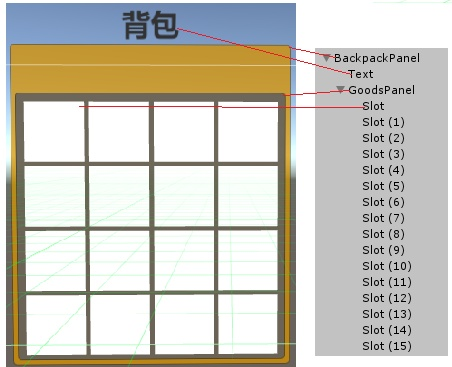 背包
BackpackPanel
Text
GoodsPanel
Slot
Slot (1)
Slot (2)
Slot (3)
Slot (4)
Slot (5)
Slot (6)
Slot (7)
Slot (8)
Slot (9)
Slot (10)
Slot (11)
Slot (12)
Slot (13)
Slot (14)
Slot (15)